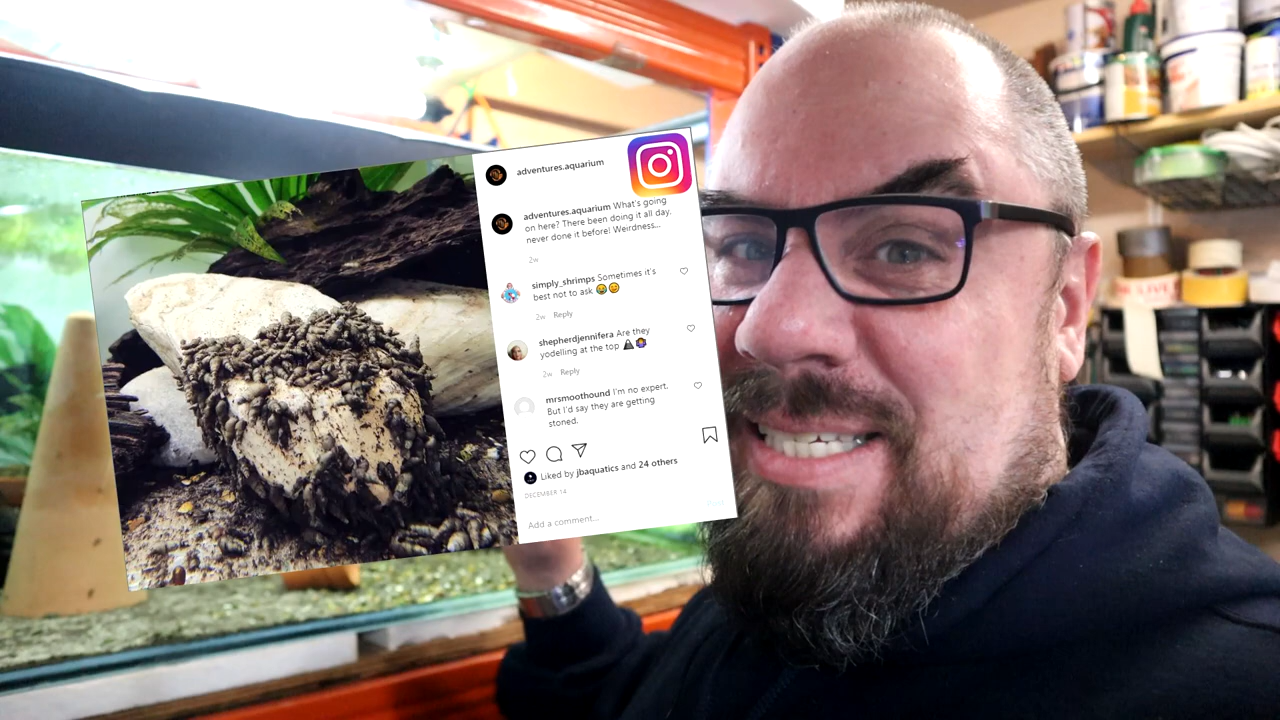 adventures.aquarium
adventures.aquarium What's going
on here? There been doing it all day.
never done it before! Weirdness...
2w
simply_shrimps Sometimes it's
best not to ask 😂😊
2w Reply
shepherdjennifera Are they
yodelling at the top
2w Reply
mrsmoothound I'm no expert.
But I'd say they are getting
stoned.
Liked by jbaquatics and 24 others
DECEMBER 14
Add a comment...
Post